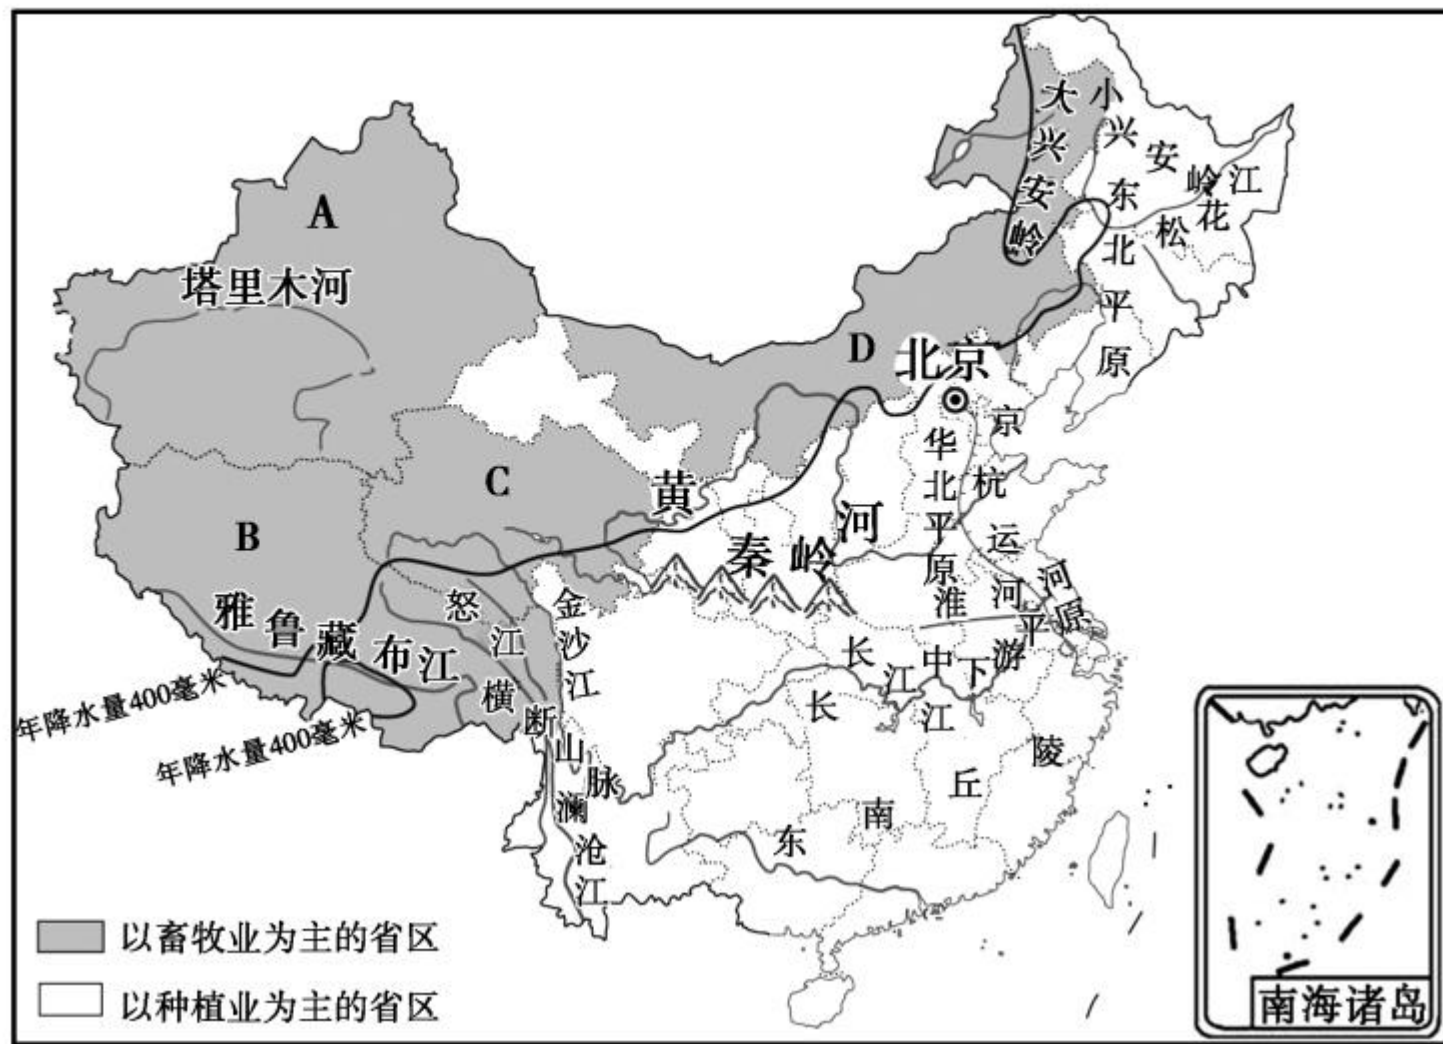 A
塔里木河
B
C
D
大兴安岭
小兴安岭
松花江
东北平原
北京
华北平原
京杭运河
黄河
秦岭
淮河
雅鲁藏布江
怒江
金沙江
横断山脉
澜沧江
长江
长江中下游平原
东南丘陵
年降水量400毫米
年降水量400毫米
以畜牧业为主的省区
以种植业为主的省区
南海诸岛